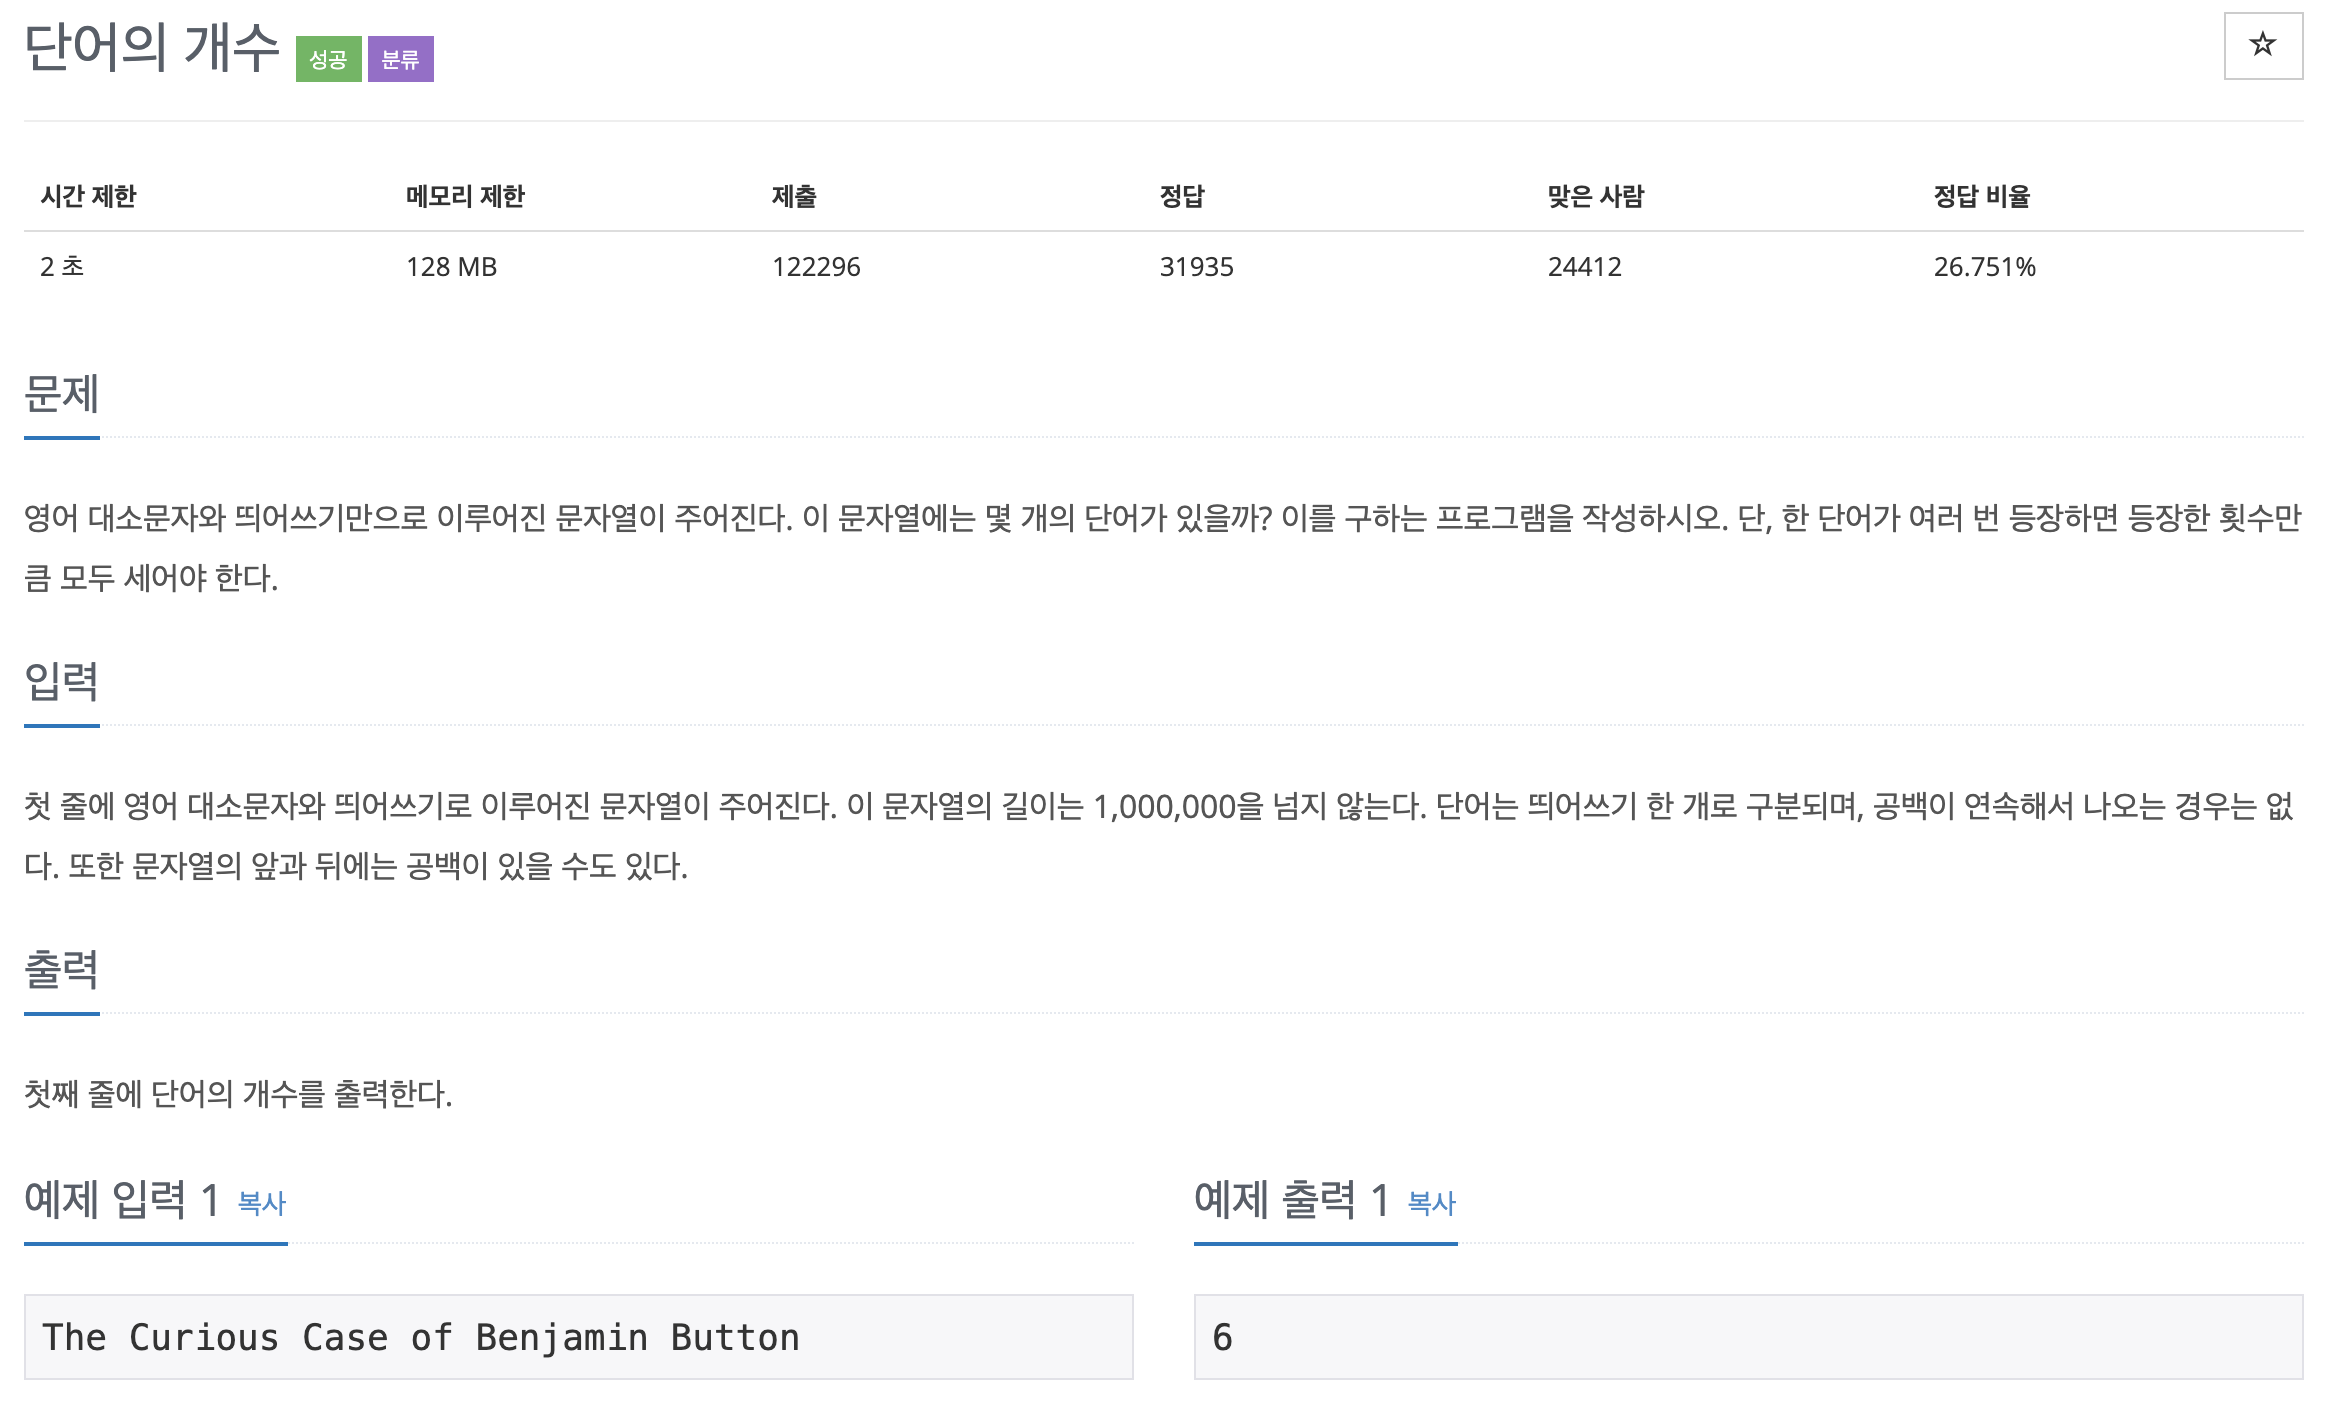 단어의 개수 성공 분류
☆
시간 제한 메모리 제한 제출 정답 맞은 사람 정답 비율
2 초 128 MB 122296 31935 24412 26.751%
문제
영어 대소문자와 띄어쓰기만으로 이루어진 문자열이 주어진다. 이 문자열에는 몇 개의 단어가 있을까? 이를 구하는 프로그램을 작성하시오. 단, 한 단어가 여러 번 등장하면 등장한 횟수만
큼 모두 세어야 한다.
입력
첫 줄에 영어 대소문자와 띄어쓰기로 이루어진 문자열이 주어진다. 이 문자열의 길이는 1,000,000을 넘지 않는다. 단어는 띄어쓰기 한 개로 구분되며, 공백이 연속해서 나오는 경우는 없
다. 또한 문자열의 앞과 뒤에는 공백이 있을 수도 있다.
출력
첫째 줄에 단어의 개수를 출력한다.
예제 입력 1 복사
The Curious Case of Benjamin Button
예제 출력 1 복사
6